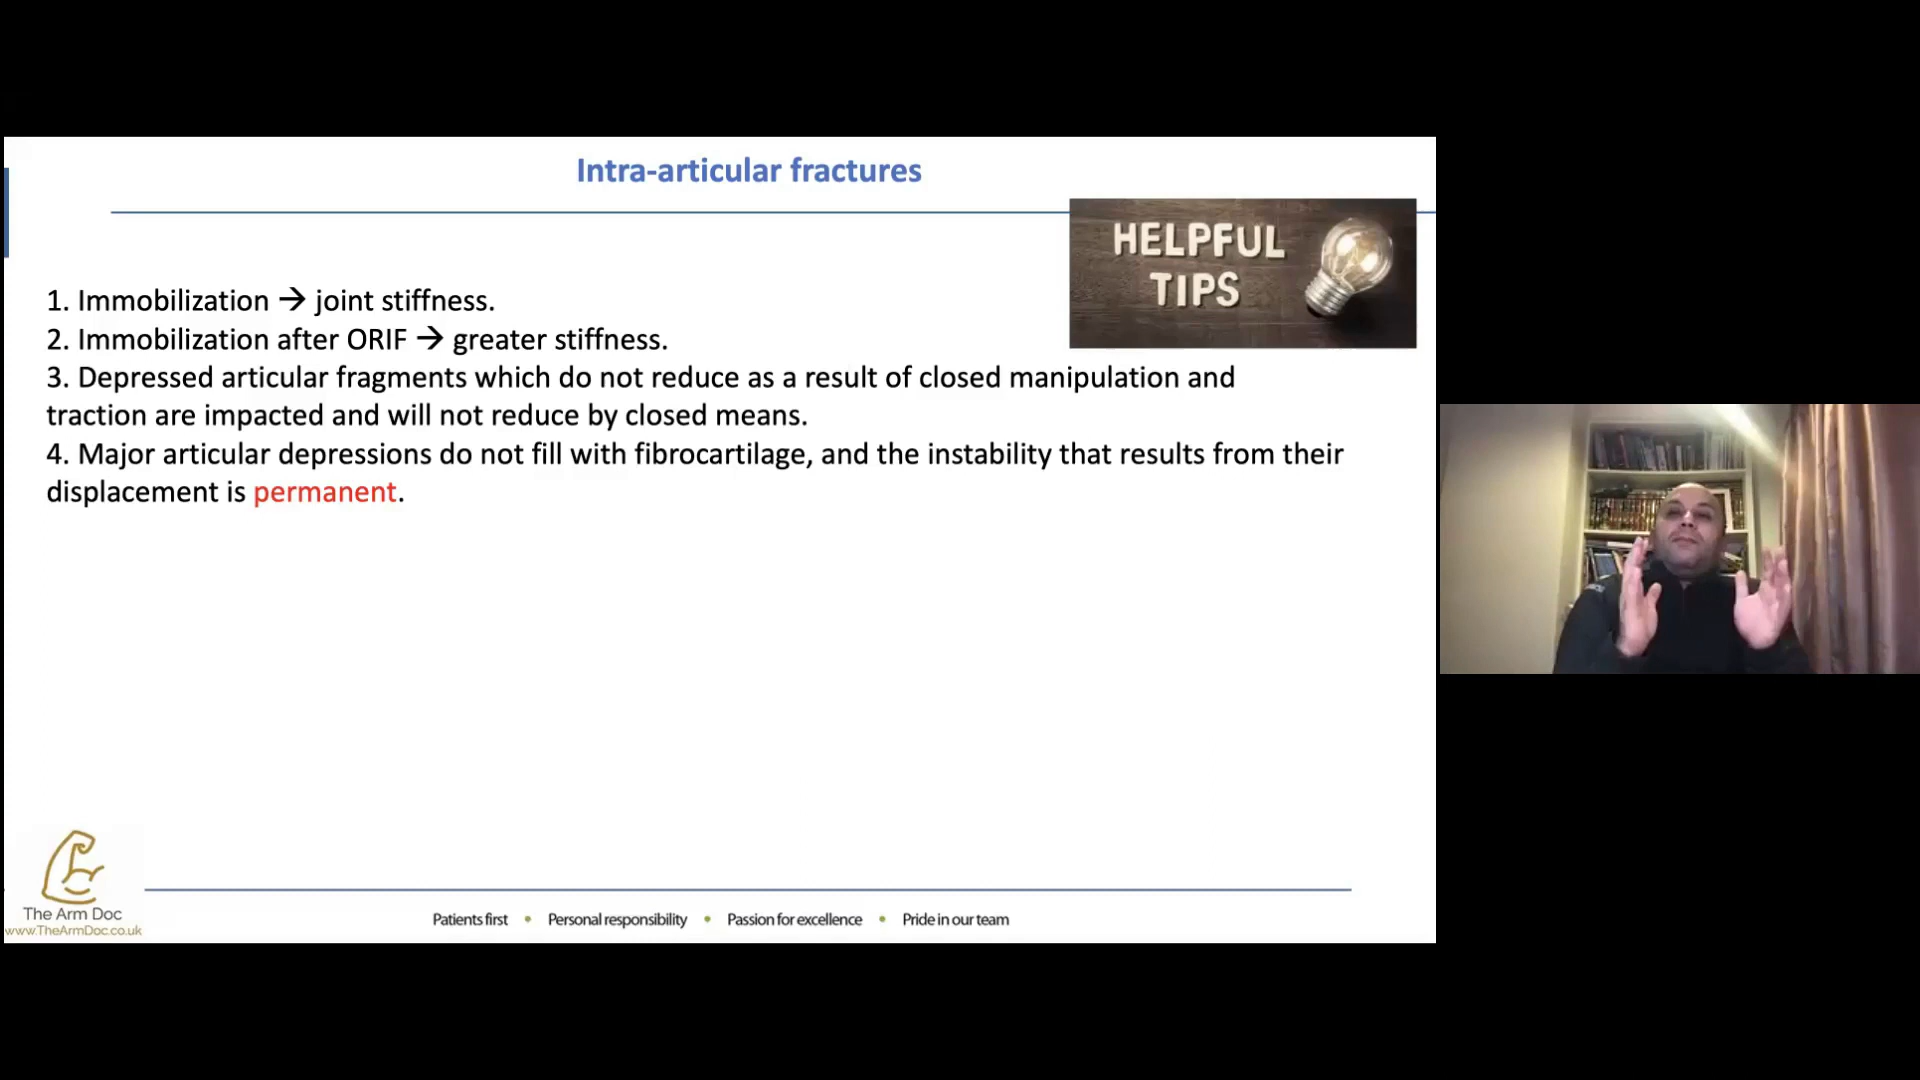 Intra-articular fractures
HELPFUL
TIPS
1. Immobilization → joint stiffness.
2. Immobilization after ORIF → greater stiffness.
3. Depressed articular fragments which do not reduce as a result of closed manipulation and
traction are impacted and will not reduce by closed means.
4. Major articular depressions do not fill with fibrocartilage, and the instability that results from their
displacement is permanent.
The Arm Doc
www.TheArmDoc.co.uk
Patients first • Personal responsibility • Passion for excellence • Pride in our team